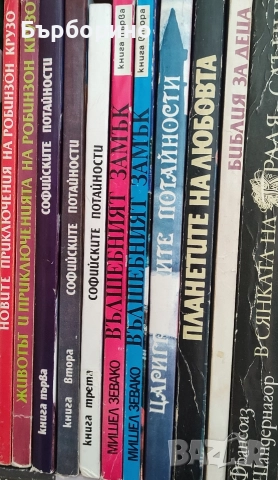 Бърболино
НОВИТЕ ПРИКЛЮЧЕНИЯ НА РОБИНЗОН КРУЗО
ЖИВОТЪТ И ПРИКЛЮЧЕНИЯТА НА РОБИНЗОН КРУЗО
книга първа СОФИЙСКИТЕ ПОТАЙНОСТИ
книга втора СОФИЙСКИТЕ ПОТАЙНОСТИ
книга трета СОФИЙСКИТЕ ПОТАЙНОСТИ
МИШЕЛ ЗЕВАКО ВЪЛШЕБНИЯТ ЗАМЪК книга първа
МИШЕЛ ЗЕВАКО ВЪЛШЕБНИЯТ ЗАМЪК книга втора
ЦАРИГ ИТЕ ПОТАЙНОСТИ
ПЛАНЕТИТЕ НА ЛЮБОВТА
БИБЛИЯ ЗА ДЕЦА
Франсоаз
Шандернагор В СЯНКАТА НА
BAZAR